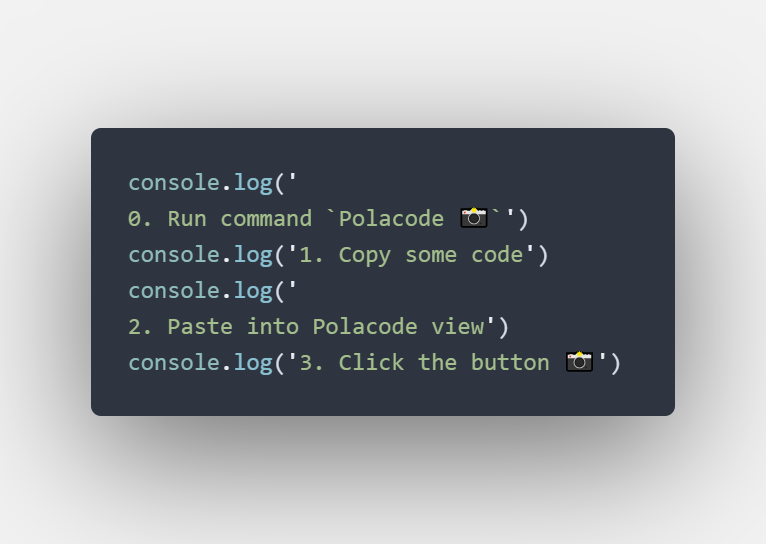 console.log('
0. Run command `Polacode 📸`')
console.log('1. Copy some code')
console.log('
2. Paste into Polacode view')
console.log('3. Click the button 📸')